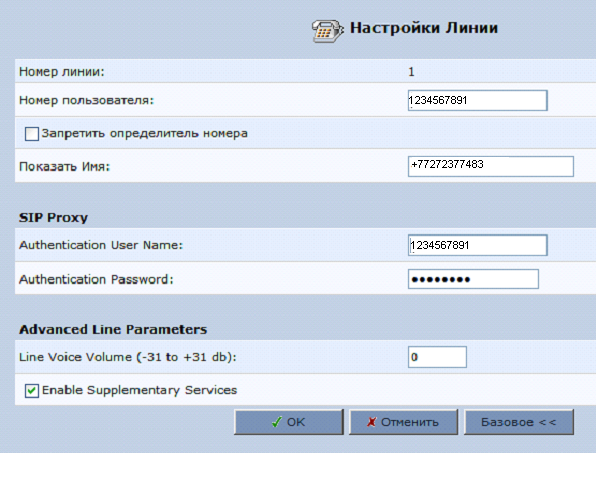 Настройки Линии
Номер линии: 1
Номер пользователя: 1234567891
Запретить определитель номера
Показать Имя: +77272377483
SIP Proxy
Authentication User Name: 1234567891
Authentication Password: ••••••••
Advanced Line Parameters
Line Voice Volume (-31 to +31 db): 0
Enable Supplementary Services
OK Отменить Базовое <<